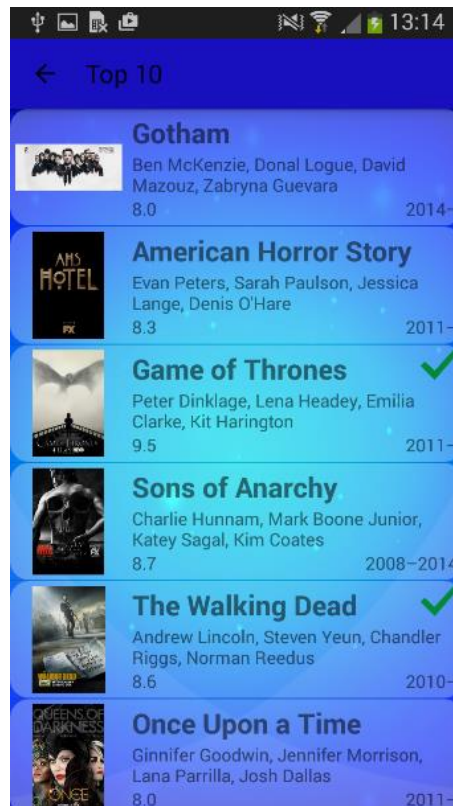 13:14
Top 10
Gotham
Ben McKenzie, Donal Logue, David
Mazouz, Zabryna Guevara
8.0 2014-
AHS
HOTEL
FX
American Horror Story
Evan Peters, Sarah Paulson, Jessica
Lange, Denis O'Hare
8.3 2011-
Game of Thrones
Peter Dinklage, Lena Headey, Emilia
Clarke, Kit Harington
9.5 2011-
Sons of Anarchy
Charlie Hunnam, Mark Boone Junior,
Katey Sagal, Kim Coates
8.7 2008–2014
The Walking Dead
Andrew Lincoln, Steven Yeun, Chandler
Riggs, Norman Reedus
8.6 2010-
QUEENS OF
DARKNESS
ONCE
Once Upon a Time
Ginnifer Goodwin, Jennifer Morrison,
Lana Parrilla, Josh Dallas
8.0 2011-